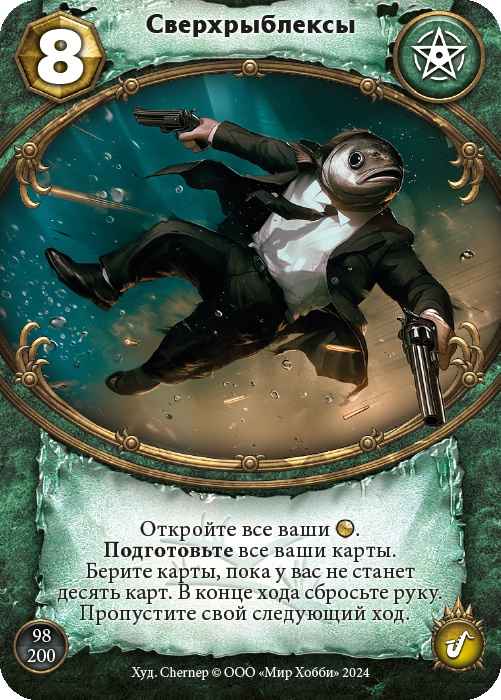 Сверхрыблексы
8
Откройте все ваши .
Подготовьте все ваши карты.
Берите карты, пока у вас не станет
десять карт. В конце хода сбросьте руку.
Пропустите свой следующий ход.
98
200
Худ. Chernep © ООО «Мир Хобби» 2024